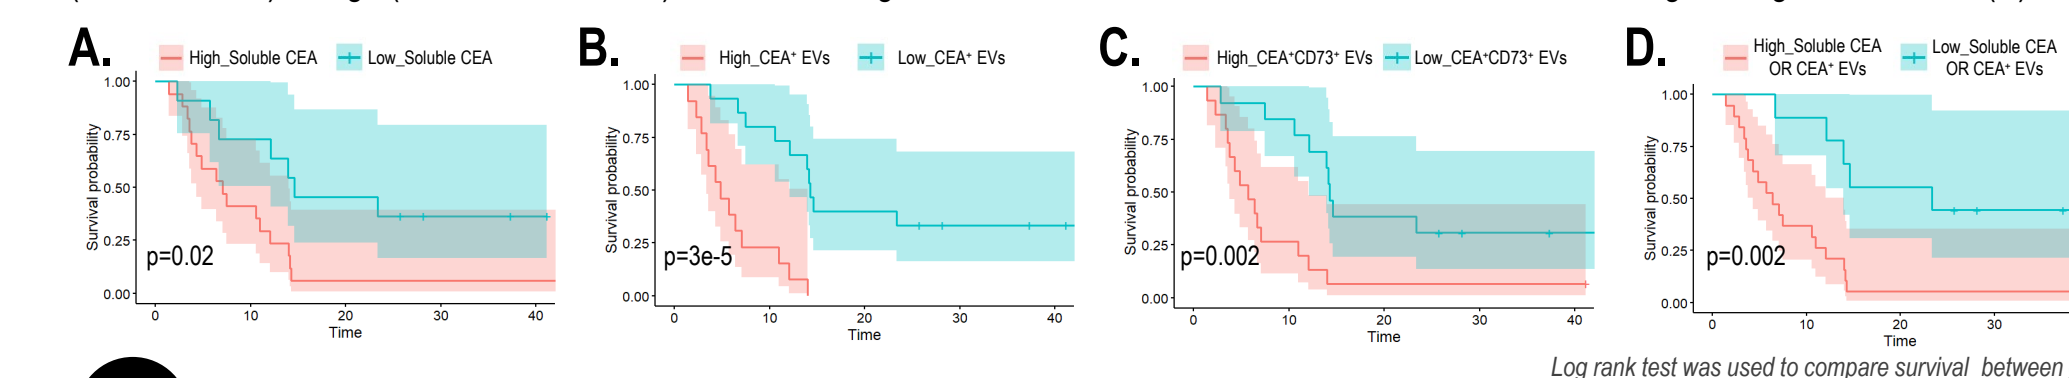 A.
High_Soluble CEA
Low_Soluble CEA
Survival probability
1.00
0.75
0.50
0.25
0.00
p=0.02
0 10 20 30 40
Time
B.
High_CEA⁺ EVs
Low_CEA⁺ EVs
Survival probability
1.00
0.75
0.50
0.25
0.00
p=3e-5
0 10 20 30 40
Time
C.
High_CEA⁺CD73⁺ EVs
Low_CEA⁺CD73⁺ EVs
Survival probability
1.00
0.75
0.50
0.25
0.00
p=0.002
0 10 20 30 40
Time
D.
High_Soluble CEA
OR CEA⁺ EVs
Low_Soluble CEA
OR CEA⁺ EVs
Survival probability
1.00
0.75
0.50
0.25
0.00
p=0.002
0 10 20 30
Time
Log rank test was used to compare survival between